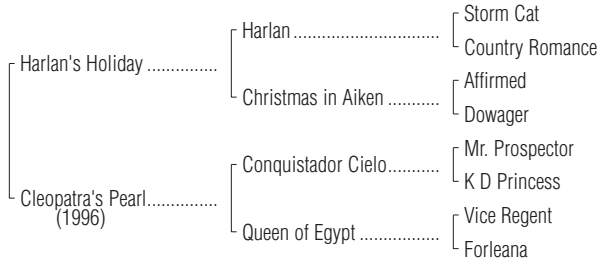 Storm Cat
Harlan..............................
Country Romance
Harlan's Holiday ...............
Affirmed
Christmas in Aiken ...........
Dowager
Mr. Prospector
Conquistador Cielo...........
K D Princess
Cleopatra's Pearl...............
(1996)
Vice Regent
Queen of Egypt .................
Forleana